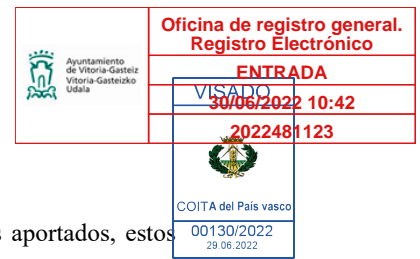 Oficina de registro general.
Registro Electrónico
Ayuntamiento
de Vitoria-Gasteiz
Vitoria-Gasteizko
Udala
ENTRADA
VISADO
30/06/2022 10:42
2022481123
COITA del País vasco
s aportados, estos
00130/2022
29.06.2022